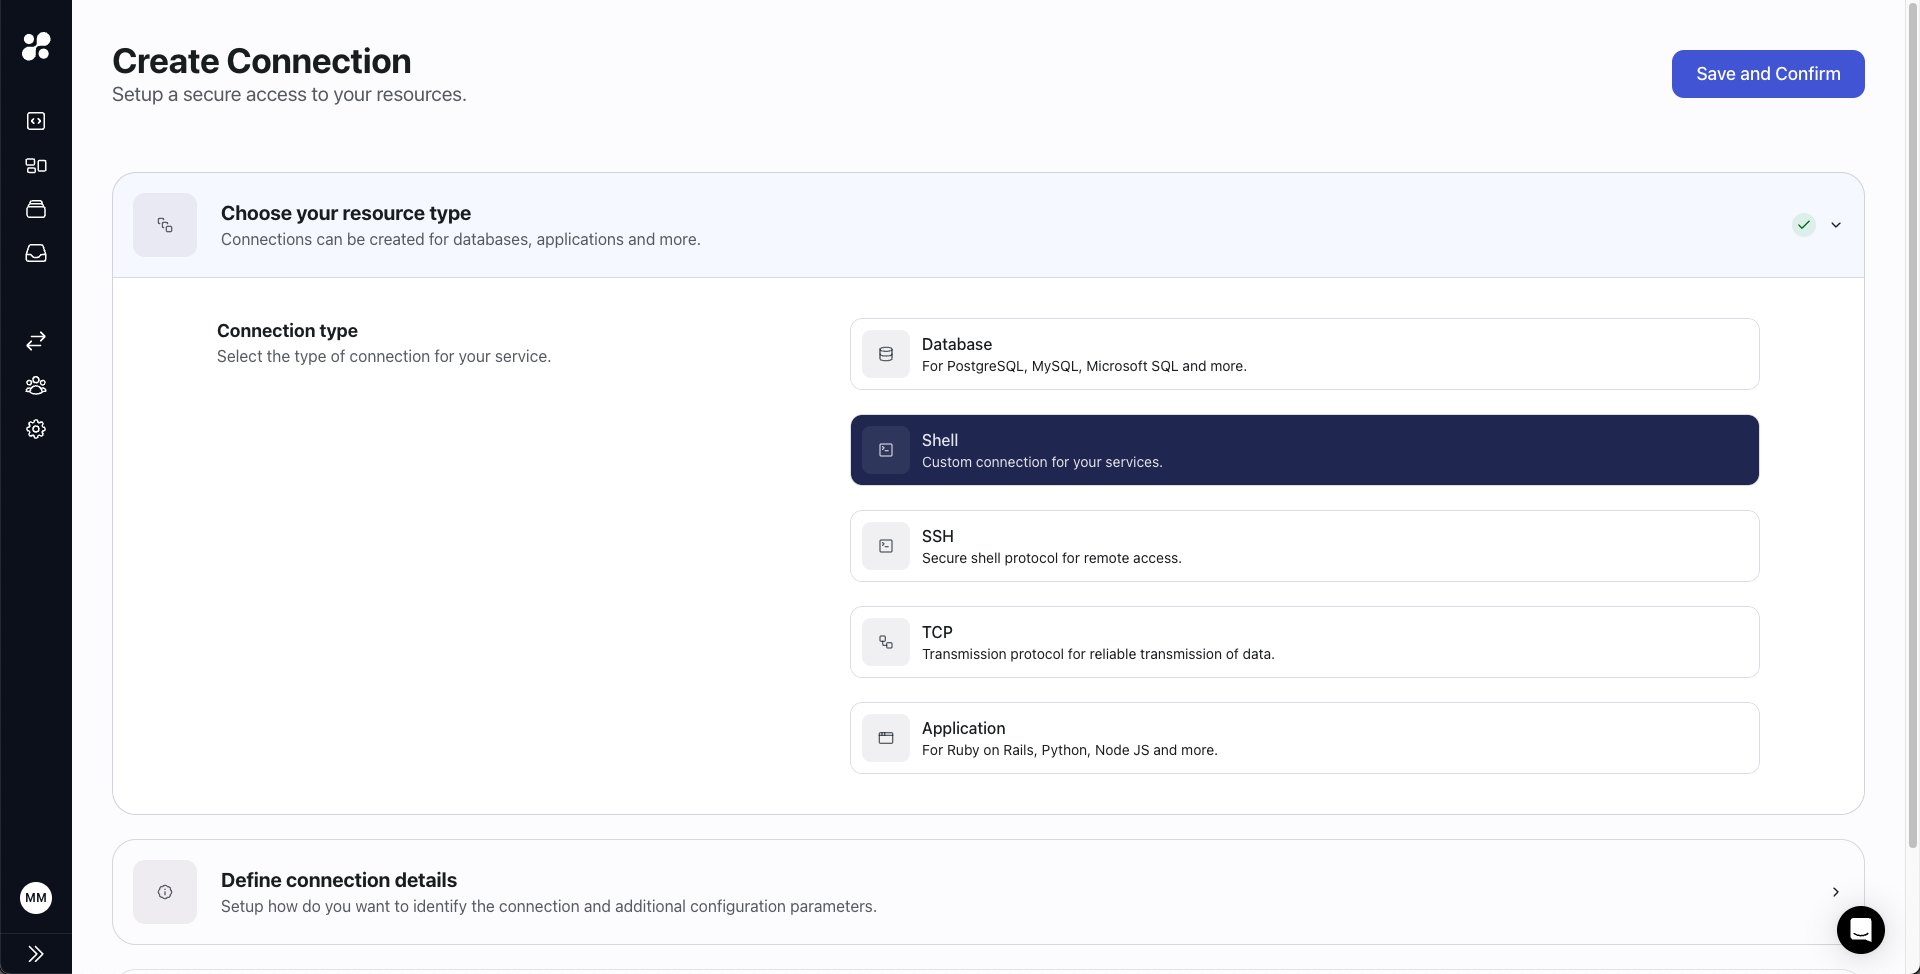 Create Connection
Setup a secure access to your resources.
Save and Confirm
Choose your resource type
Connections can be created for databases, applications and more.
Connection type
Select the type of connection for your service.
Database
For PostgreSQL, MySQL, Microsoft SQL and more.
Shell
Custom connection for your services.
SSH
Secure shell protocol for remote access.
TCP
Transmission protocol for reliable transmission of data.
Application
For Ruby on Rails, Python, Node JS and more.
Define connection details
Setup how do you want to identify the connection and additional configuration parameters.
MM